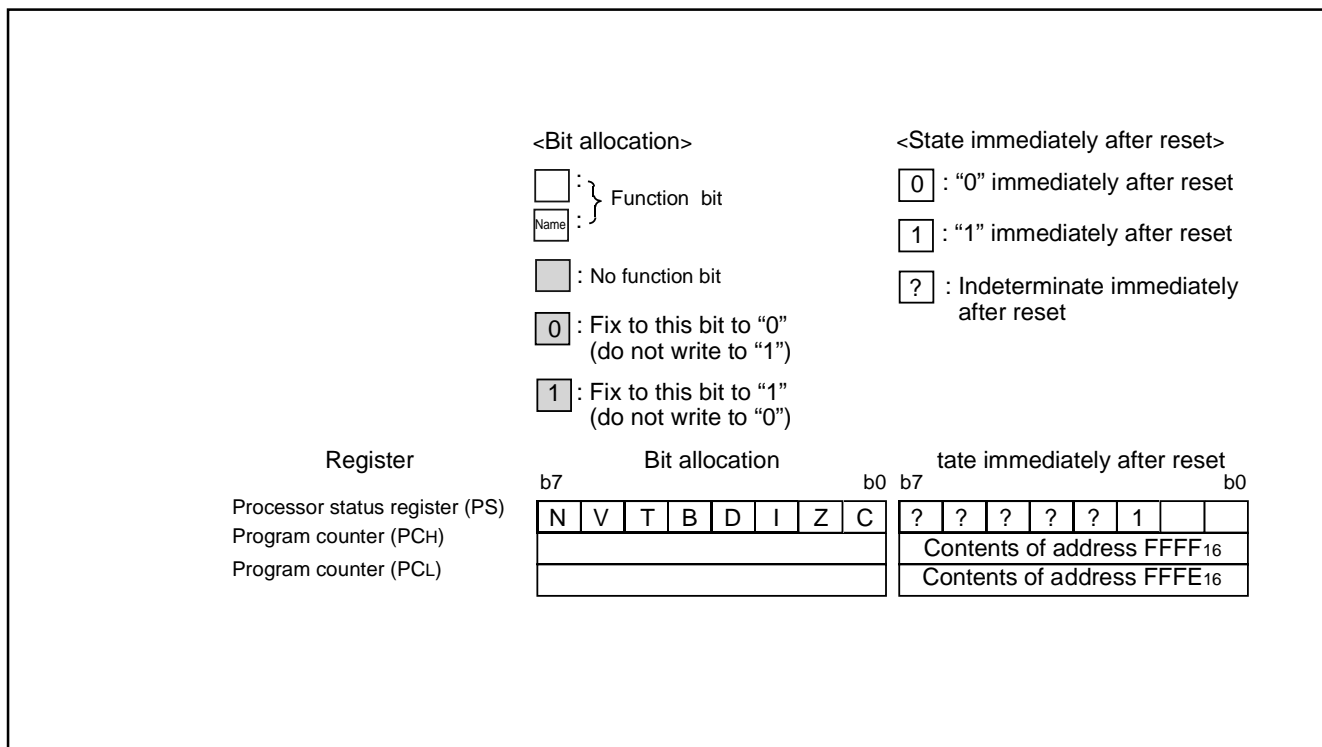 <Bit allocation>
:
Function bit
Name :
: No function bit
0 : Fix to this bit to “0”
(do not write to “1”)
1 : Fix to this bit to “1”
(do not write to “0”)
<State immediately after reset>
0 : “0” immediately after reset
1 : “1” immediately after reset
? : Indeterminate immediately
after reset
Register Bit allocation tate immediately after reset
b7 b0 b7 b0
Processor status register (PS) N V T B D I Z C ? ? ? ? ? 1
Program counter (PCH) Contents of address FFFF16
Program counter (PCL) Contents of address FFFE16